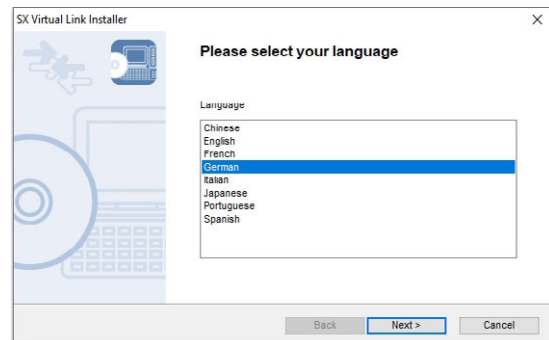 SX Virtual Link Installer
Please select your language
Language
Chinese
English
French
German
Italian
Japanese
Portuguese
Spanish
Back
Next >
Cancel